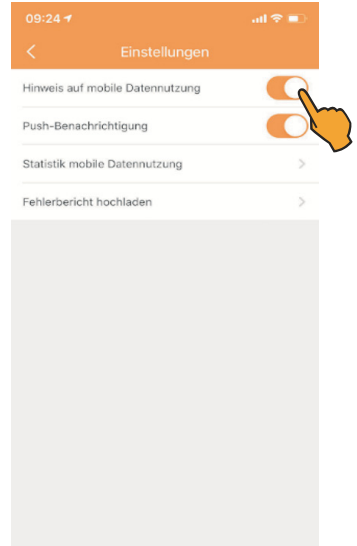 09:24
Einstellungen
Hinweis auf mobile Datennutzung
Push-Benachrichtigung
Statistik mobile Datennutzung
Fehlerbericht hochladen